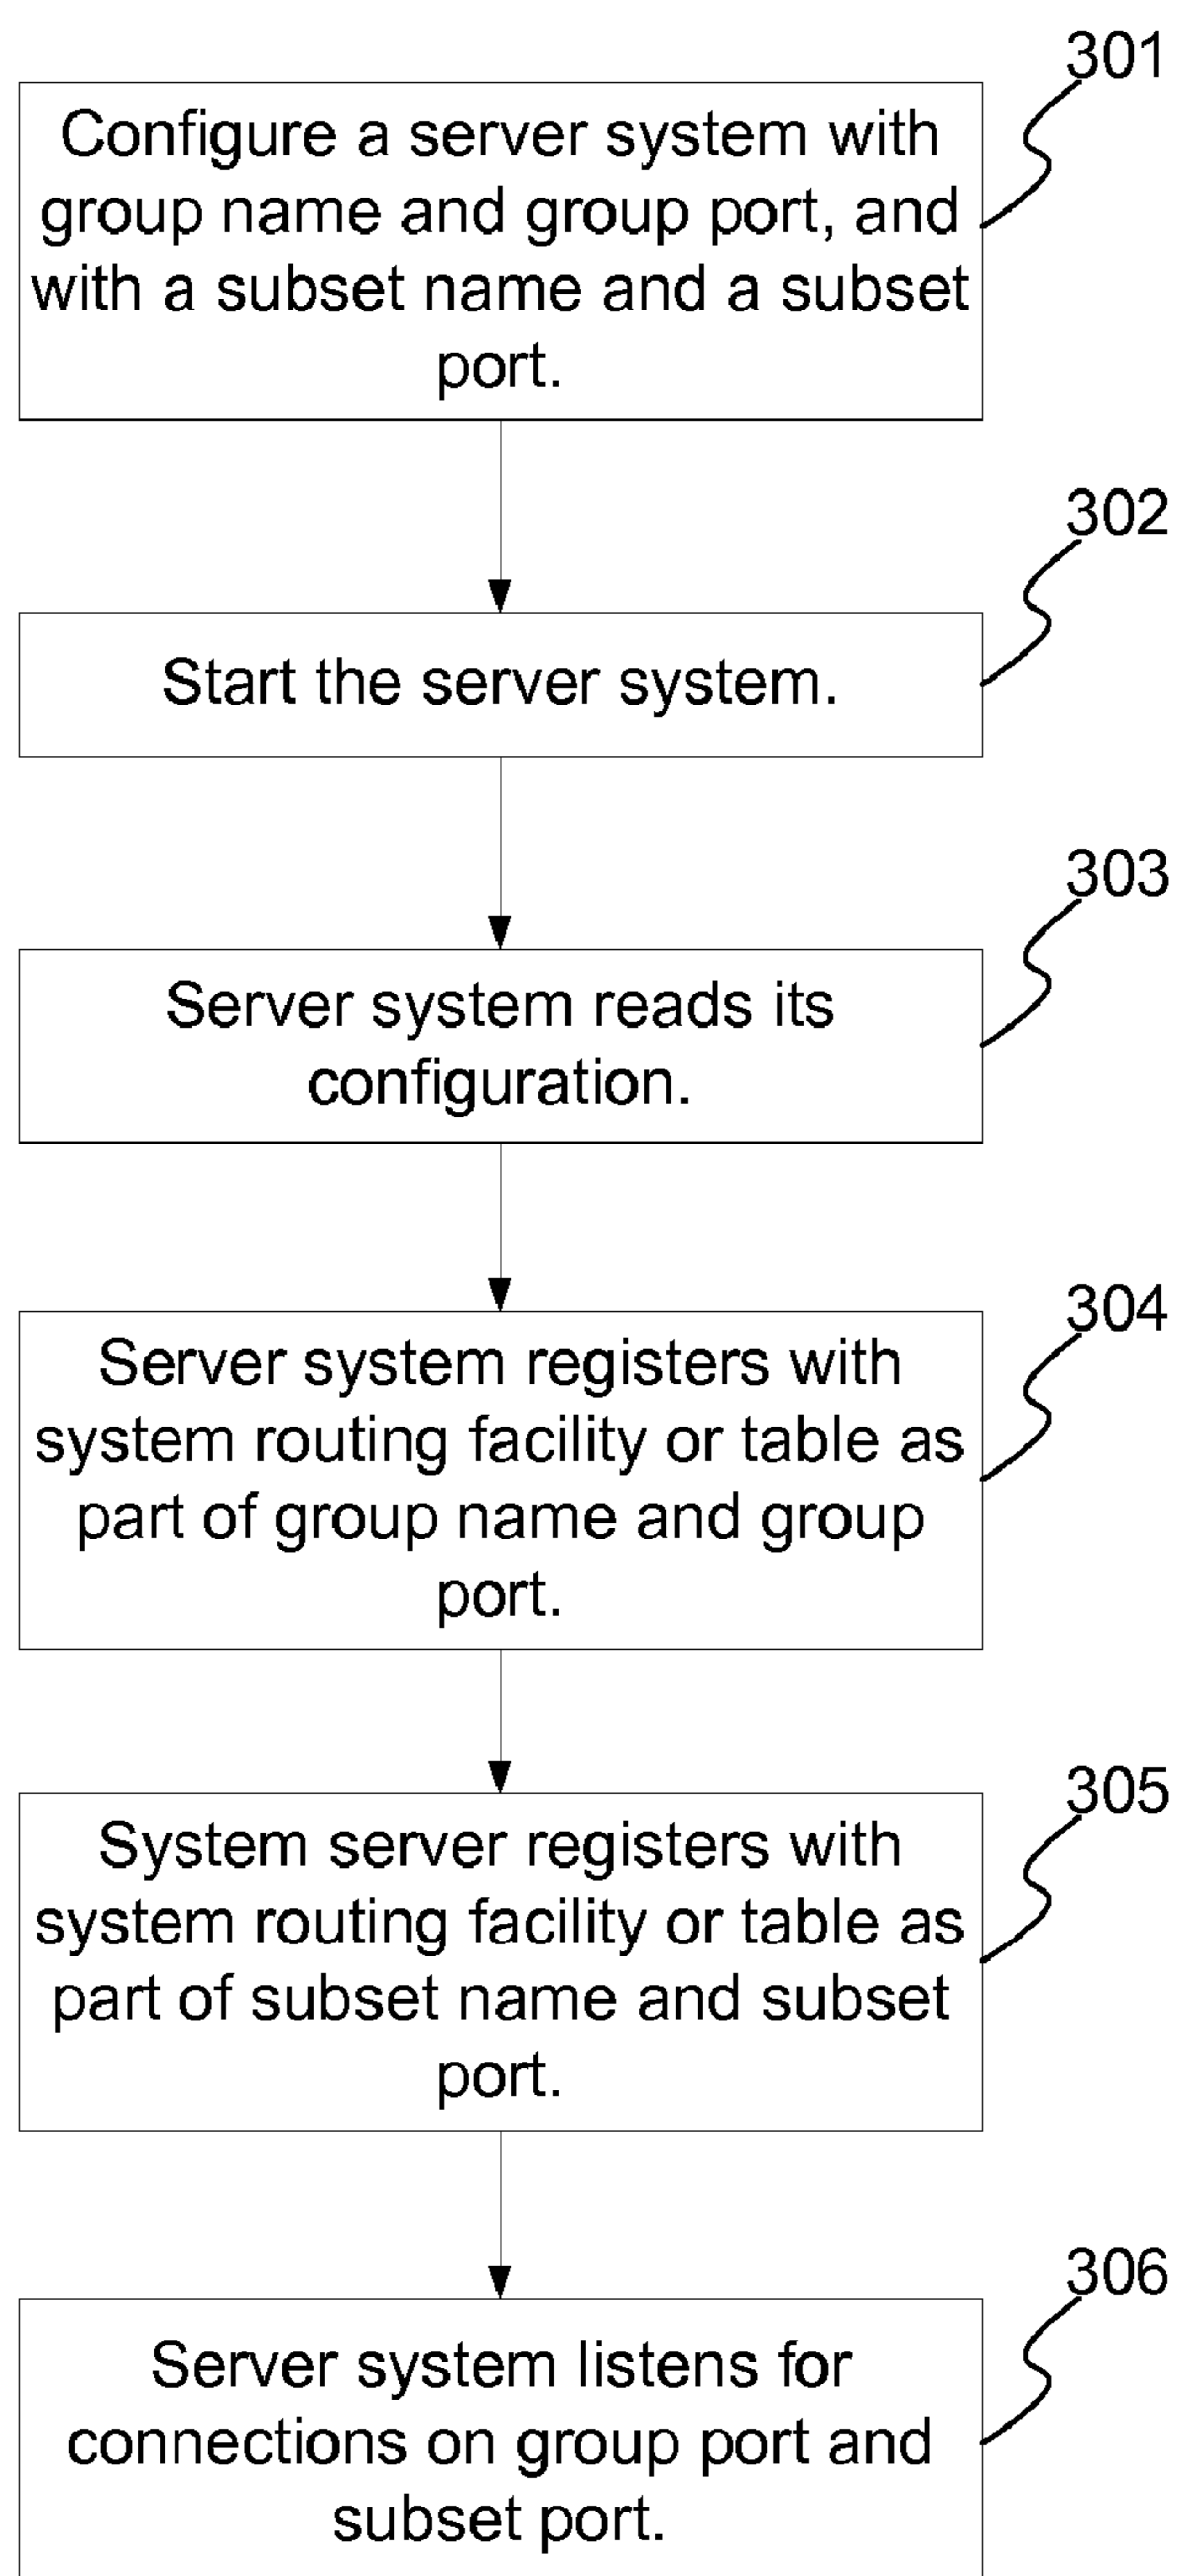 301
Configure a server system with
group name and group port, and
with a subset name and a subset
port.
302
Start the server system.
303
Server system reads its
configuration.
304
Server system registers with
system routing facility or table as
part of group name and group
port.
305
System server registers with
system routing facility or table as
part of subset name and subset
port.
306
Server system listens for
connections on group port and
subset port.